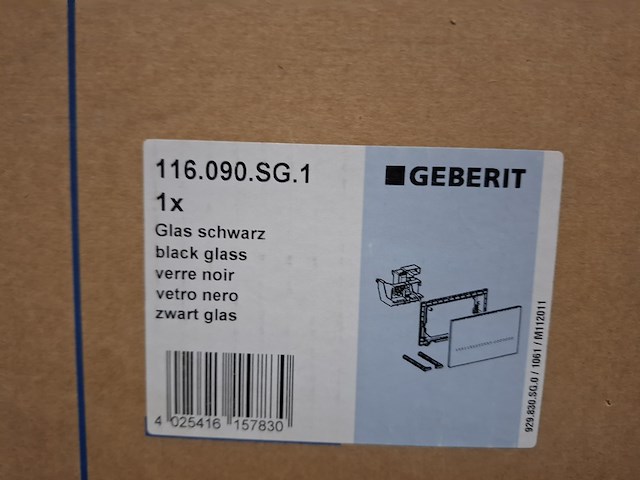 116.090.SG.1
1x
Glas schwarz
black glass
verre noir
vetro nero
zwart glas
4 025416 157830
GEBERIT
929.830.SG.0 / 1061 / M112011